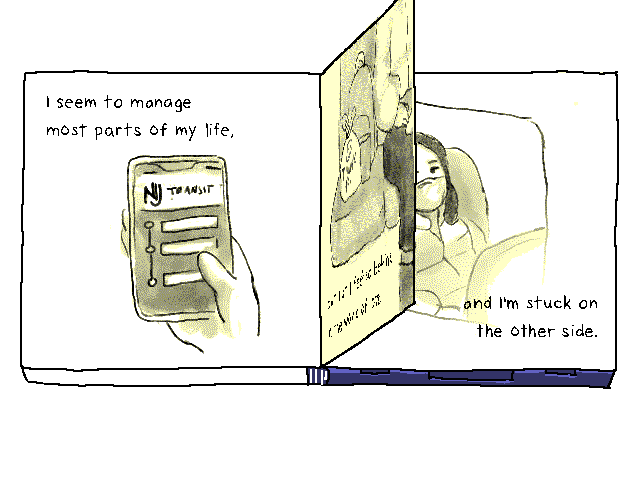 I seem to manage
most parts of my life,
NJ TRANSIT
and I'm stuck on
the other side.